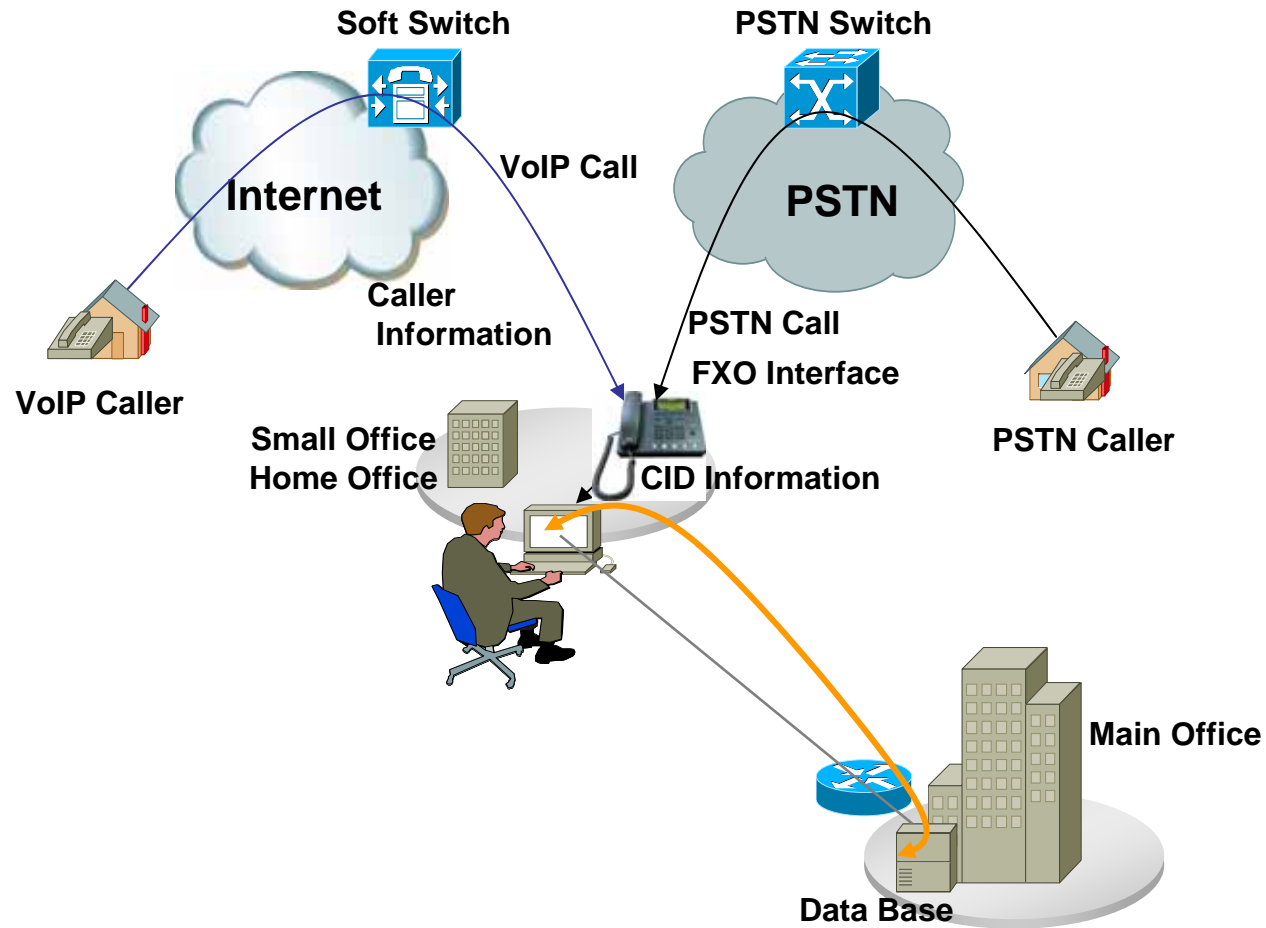 Soft Switch
PSTN Switch
Internet
VoIP Call
PSTN
Caller
Information
PSTN Call
FXO Interface
VoIP Caller
PSTN Caller
Small Office
Home Office
CID Information
Main Office
Data Base